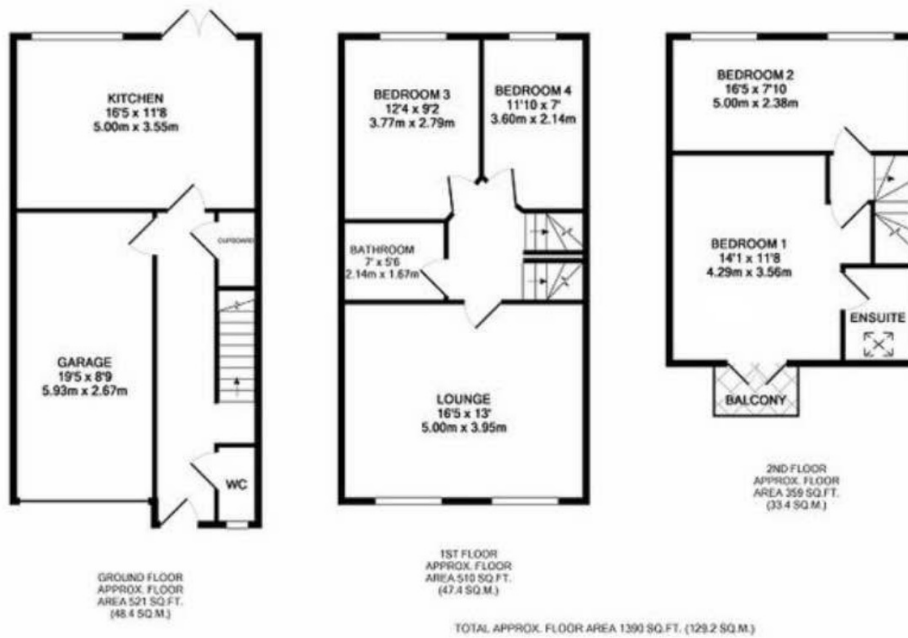 KITCHEN
16'5 x 11'8
5.00m x 3.55m
CUPBOARD
GARAGE
19'5 x 8'9
5.93m x 2.67m
WC
GROUND FLOOR
APPROX. FLOOR
AREA 521 SQ.FT.
(48.4 SQ.M.)
BEDROOM 3
12'4 x 9'2
3.77m x 2.79m
BEDROOM 4
11'10 x 7'
3.60m x 2.14m
BATHROOM
7' x 5'6
2.14m x 1.67m
LOUNGE
16'5 x 13'
5.00m x 3.95m
1ST FLOOR
APPROX. FLOOR
AREA 510 SQ.FT.
(47.4 SQ.M.)
BEDROOM 2
16'5 x 7'10
5.00m x 2.38m
BEDROOM 1
14'1 x 11'8
4.29m x 3.56m
ENSUITE
BALCONY
2ND FLOOR
APPROX. FLOOR
AREA 359 SQ.FT.
(33.4 SQ.M.)
TOTAL APPROX. FLOOR AREA 1390 SQ.FT. (129.2 SQ.M.)